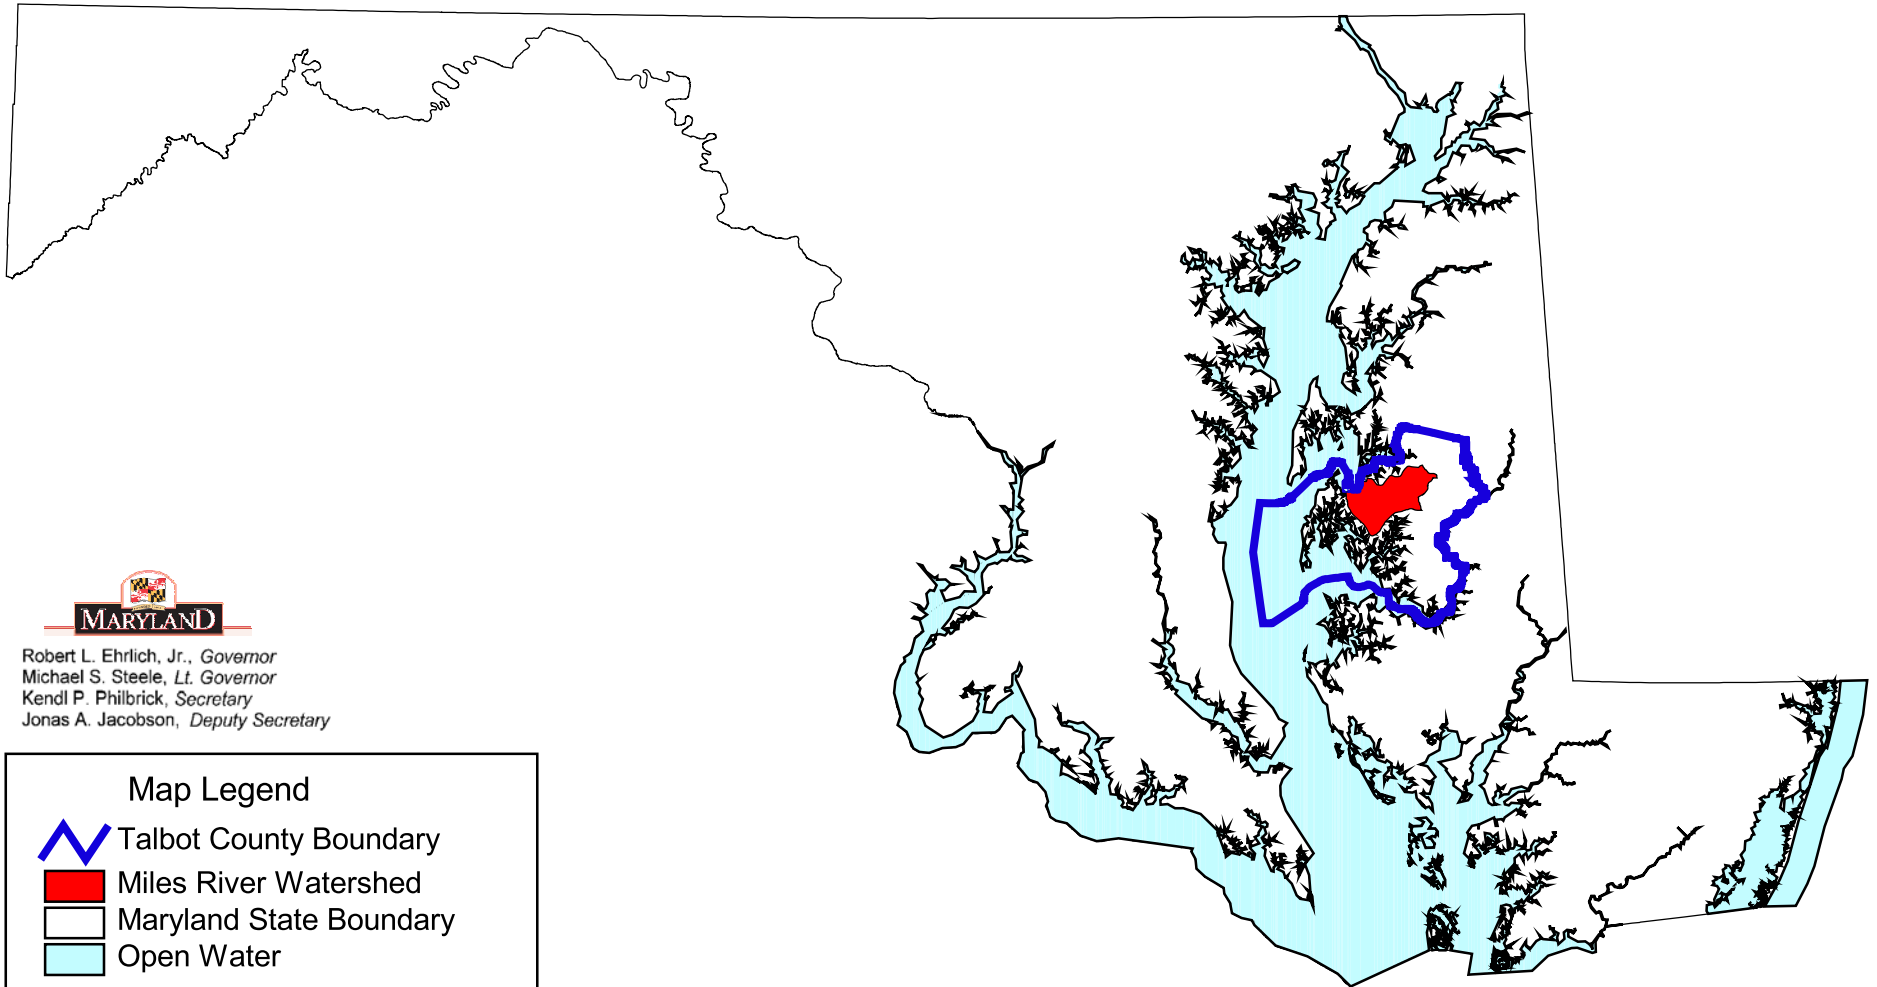 MARYLAND
Robert L. Ehrlich, Jr., Governor
Michael S. Steele, Lt. Governor
Kendl P. Philbrick, Secretary
Jonas A. Jacobson, Deputy Secretary
Map Legend
Talbot County Boundary
Miles River Watershed
Maryland State Boundary
Open Water